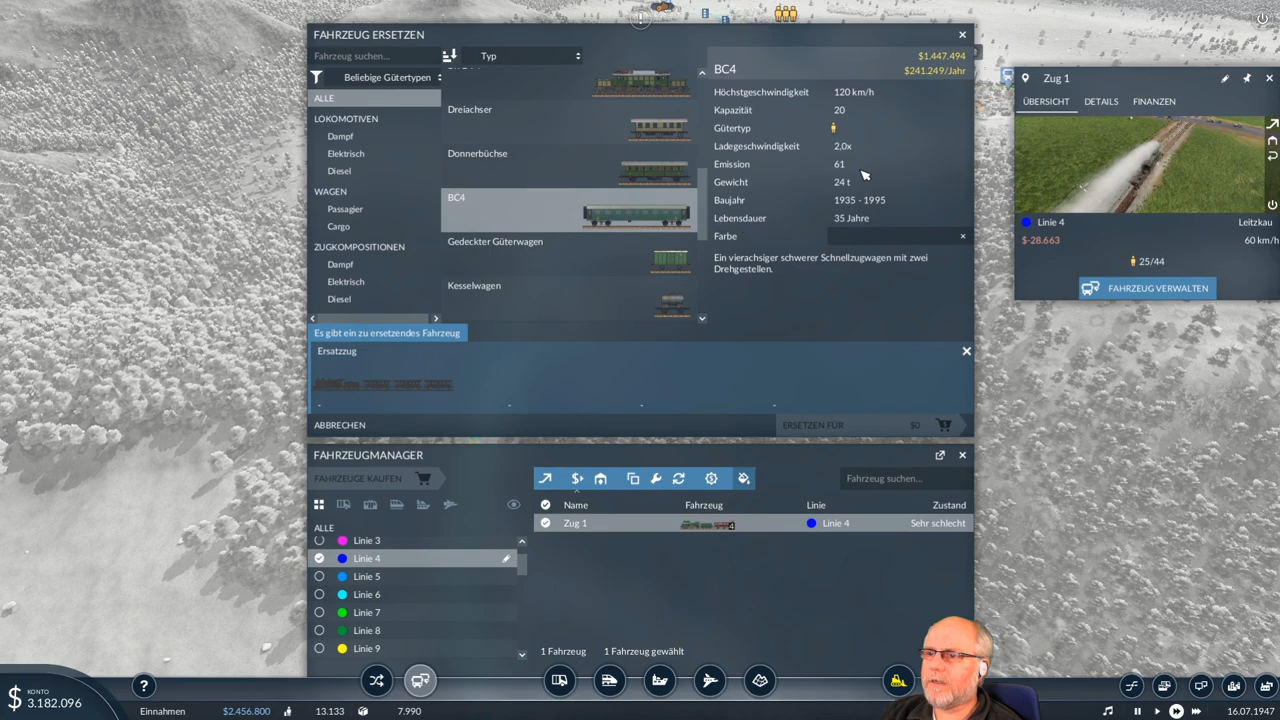 FAHRZEUG ERSETZEN
Fahrzeug suchen...
Typ
Beliebige Gütertypen
ALLE
LOKOMOTIVEN
Dampf
Elektrisch
Diesel
WAGEN
Passagier
Cargo
ZUGKOMPOSITIONEN
Dampf
Elektrisch
Diesel
Dreiachser
Donnerbüchse
BC4
Gedeckter Güterwagen
Kesselwagen
$1.447.494
BC4
$241.249/Jahr
Höchstgeschwindigkeit 120 km/h
Kapazität 20
Gütertyp
Ladegeschwindigkeit 2,0x
Emission 61
Gewicht 24 t
Baujahr 1935 - 1995
Lebensdauer 35 Jahre
Farbe
Ein vierachsiger schwerer Schnellzugwagen mit zwei
Drehgestellen.
Es gibt ein zu ersetzendes Fahrzeug
Ersatzzug
- - - -
ABBRECHEN
ERSETZEN FÜR $0
Zug 1
ÜBERSICHT DETAILS FINANZEN
Linie 4 Leitzkau
$-28.663 60 km/h
25/44
FAHRZEUG VERWALTEN
FAHRZEUGMANAGER
FAHRZEUGE KAUFEN
Fahrzeug suchen...
ALLE
Linie 3
Linie 4
Linie 5
Linie 6
Linie 7
Linie 8
Linie 9
Name Fahrzeug Linie Zustand
Zug 1 4 Linie 4 Sehr schlecht
1 Fahrzeug 1 Fahrzeug gewählt
$ KONTO
3.182.096
?
Einnahmen $2.456.800 13.133 7.990
16.07.1947